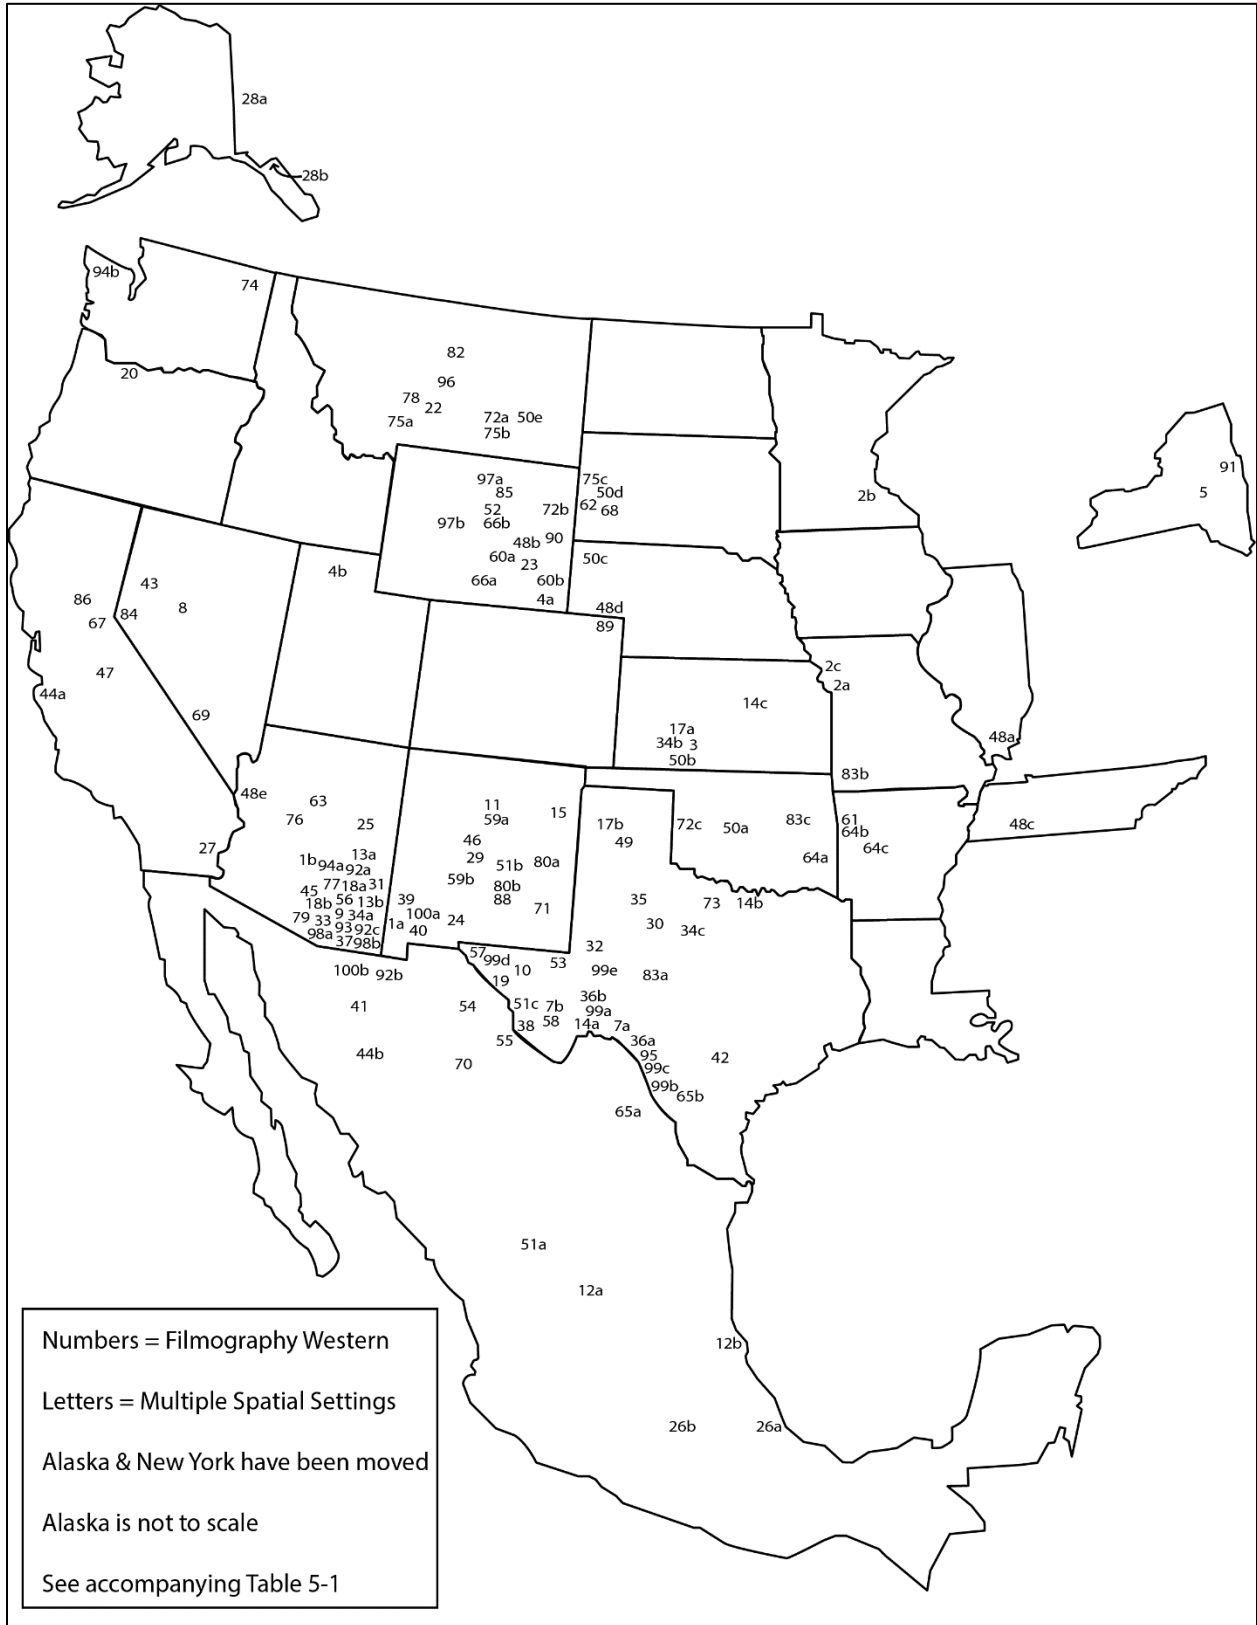 28a
28b
94b
74
20
82
96
78
22
75a
72a 50e
75b
97a
85
52
72b
97b
66b
48b 90
60a
23
66a
60b
4a
75c
50d
62
68
50c
48d
89
2b
91
5
4b
43
8
86
84
67
47
44a
69
27
2c
2a
14c
17a
34b 3
50b
48a
83b
48c
61
64b
64c
48e
63
76
25
1b
13a
94a
92a
77 18a 31
45
18b 56 13b
79
9 34a
33
93 92c
98a
37 98b
11
59a
15
46
29
51b
80a
59b
80b
88
71
39
100a
1a
40
24
17b
49
72c
50a
83c
64a
35
73
14b
30
34c
32
57
99d
53
10
99e
83a
19
51c
7b
36b
99a
58
38
14a
7a
36a
95
42
99c
99b
65b
65a
100b
92b
41
54
55
44b
70
51a
12a
12b
26b
26a
Numbers = Filmography Western
Letters = Multiple Spatial Settings
Alaska & New York have been moved
Alaska is not to scale
See accompanying Table 5-1